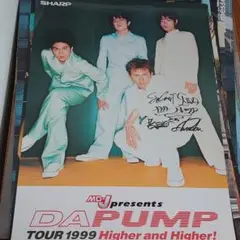 SHARP
MD J presents
DA PUMP
TOUR 1999 Higher and Higher!